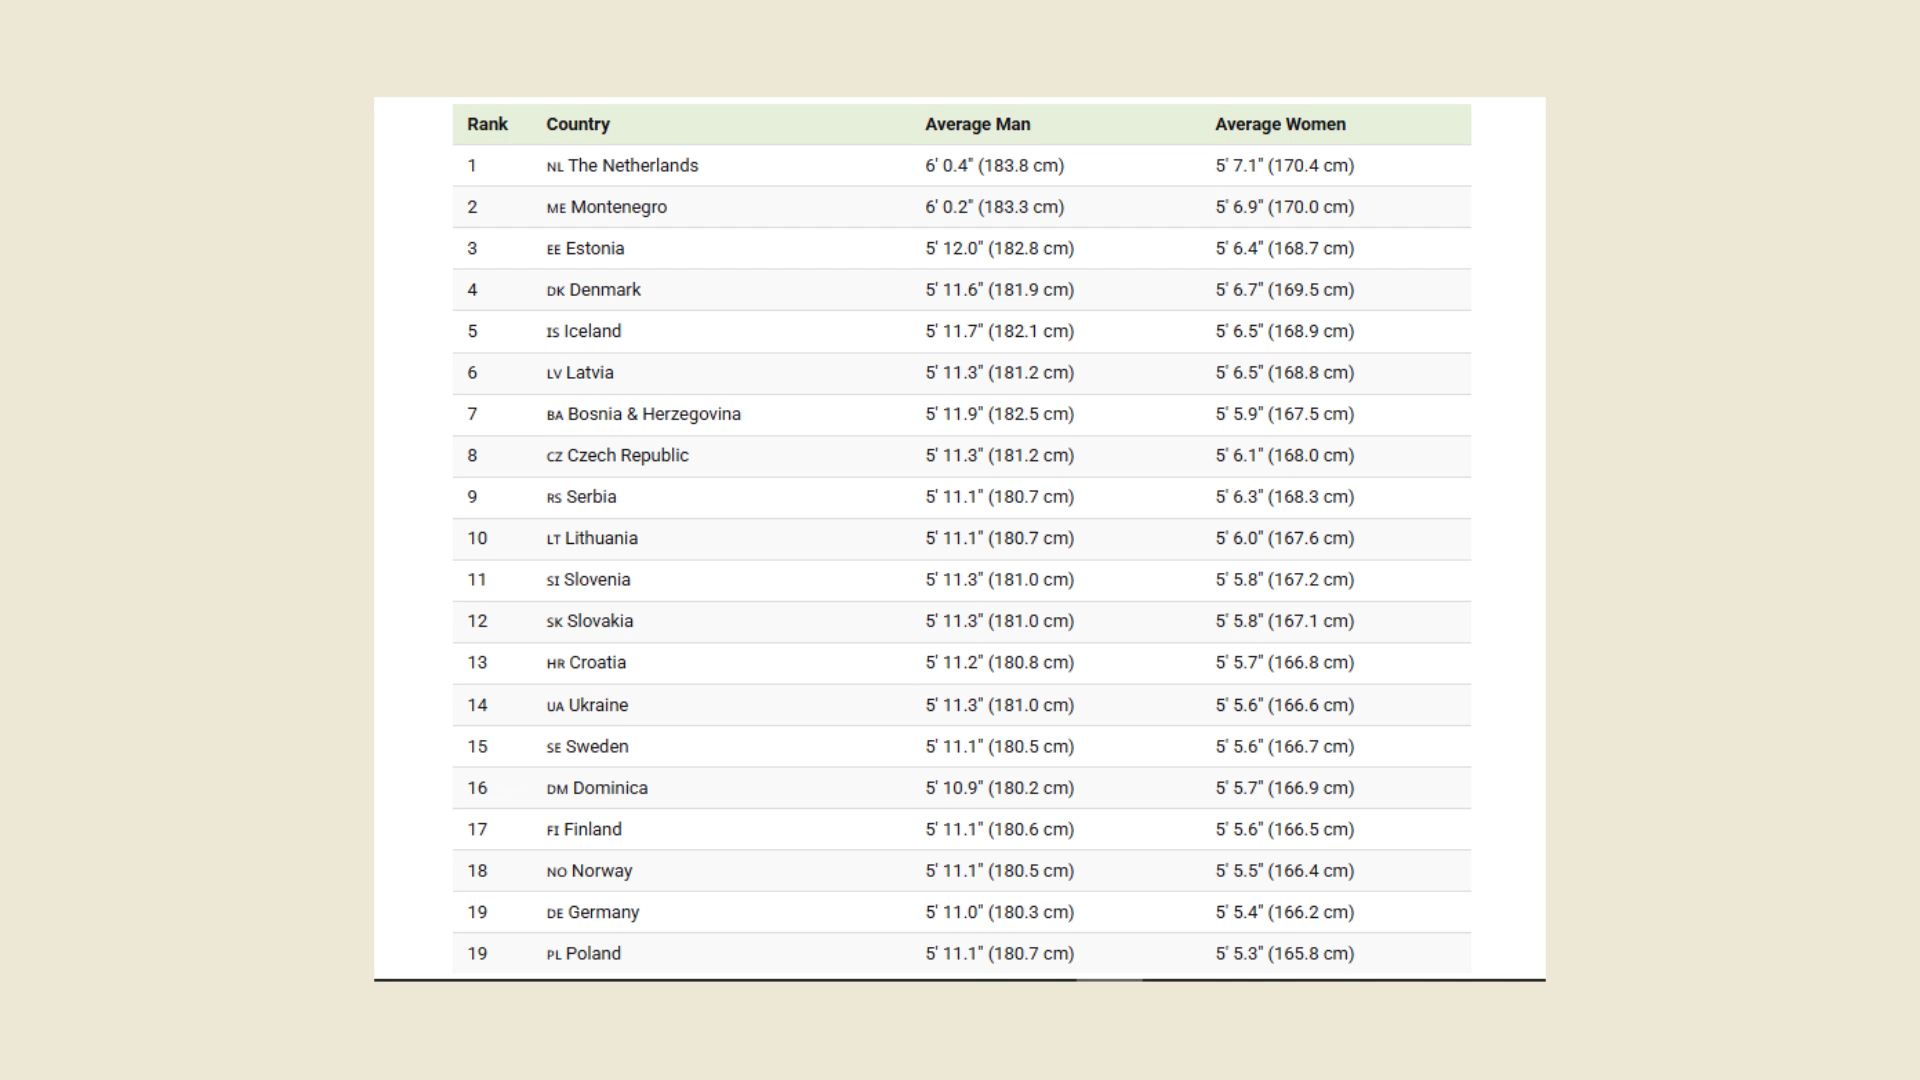 Rank Country Average Man Average Women
1 NL The Netherlands 6' 0.4" (183.8 cm) 5' 7.1" (170.4 cm)
2 ME Montenegro 6' 0.2" (183.3 cm) 5' 6.9" (170.0 cm)
3 EE Estonia 5' 12.0" (182.8 cm) 5' 6.4" (168.7 cm)
4 DK Denmark 5' 11.6" (181.9 cm) 5' 6.7" (169.5 cm)
5 IS Iceland 5' 11.7" (182.1 cm) 5' 6.5" (168.9 cm)
6 LV Latvia 5' 11.3" (181.2 cm) 5' 6.5" (168.8 cm)
7 BA Bosnia & Herzegovina 5' 11.9" (182.5 cm) 5' 5.9" (167.5 cm)
8 CZ Czech Republic 5' 11.3" (181.2 cm) 5' 6.1" (168.0 cm)
9 RS Serbia 5' 11.1" (180.7 cm) 5' 6.3" (168.3 cm)
10 LT Lithuania 5' 11.1" (180.7 cm) 5' 6.0" (167.6 cm)
11 SI Slovenia 5' 11.3" (181.0 cm) 5' 5.8" (167.2 cm)
12 SK Slovakia 5' 11.3" (181.0 cm) 5' 5.8" (167.1 cm)
13 HR Croatia 5' 11.2" (180.8 cm) 5' 5.7" (166.8 cm)
14 UA Ukraine 5' 11.3" (181.0 cm) 5' 5.6" (166.6 cm)
15 SE Sweden 5' 11.1" (180.5 cm) 5' 5.6" (166.7 cm)
16 DM Dominica 5' 10.9" (180.2 cm) 5' 5.7" (166.9 cm)
17 FI Finland 5' 11.1" (180.6 cm) 5' 5.6" (166.5 cm)
18 NO Norway 5' 11.1" (180.5 cm) 5' 5.5" (166.4 cm)
19 DE Germany 5' 11.0" (180.3 cm) 5' 5.4" (166.2 cm)
19 PL Poland 5' 11.1" (180.7 cm) 5' 5.3" (165.8 cm)